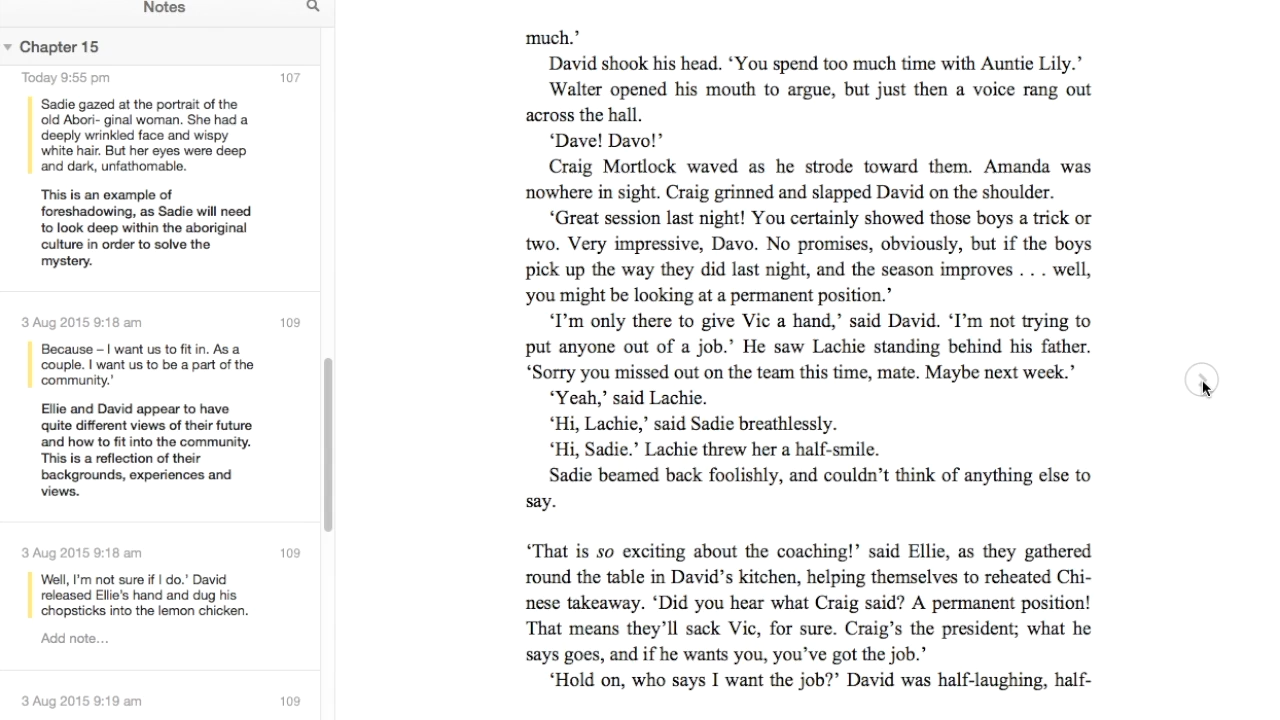 Notes
Chapter 15
Today 9:55 pm 107
Sadie gazed at the portrait of the
old Abori- ginal woman. She had a
deeply wrinkled face and wispy
white hair. But her eyes were deep
and dark, unfathomable.
This is an example of
foreshadowing, as Sadie will need
to look deep within the aboriginal
culture in order to solve the
mystery.
3 Aug 2015 9:18 am 109
Because – I want us to fit in. As a
couple. I want us to be a part of the
community.'
Ellie and David appear to have
quite different views of their future
and how to fit into the community.
This is a reflection of their
backgrounds, experiences and
views.
3 Aug 2015 9:18 am 109
Well, I'm not sure if I do.' David
released Ellie's hand and dug his
chopsticks into the lemon chicken.
Add note...
3 Aug 2015 9:19 am 109
much.’
David shook his head. ‘You spend too much time with Auntie Lily.’
Walter opened his mouth to argue, but just then a voice rang out
across the hall.
‘Dave! Davo!’
Craig Mortlock waved as he strode toward them. Amanda was
nowhere in sight. Craig grinned and slapped David on the shoulder.
‘Great session last night! You certainly showed those boys a trick or
two. Very impressive, Davo. No promises, obviously, but if the boys
pick up the way they did last night, and the season improves . . . well,
you might be looking at a permanent position.’
‘I’m only there to give Vic a hand,’ said David. ‘I’m not trying to
put anyone out of a job.’ He saw Lachie standing behind his father.
‘Sorry you missed out on the team this time, mate. Maybe next week.’
‘Yeah,’ said Lachie.
‘Hi, Lachie,’ said Sadie breathlessly.
‘Hi, Sadie.’ Lachie threw her a half-smile.
Sadie beamed back foolishly, and couldn’t think of anything else to
say.
‘That is so exciting about the coaching!’ said Ellie, as they gathered
round the table in David’s kitchen, helping themselves to reheated Chi-
nese takeaway. ‘Did you hear what Craig said? A permanent position!
That means they’ll sack Vic, for sure. Craig’s the president; what he
says goes, and if he wants you, you’ve got the job.’
‘Hold on, who says I want the job?’ David was half-laughing, half-